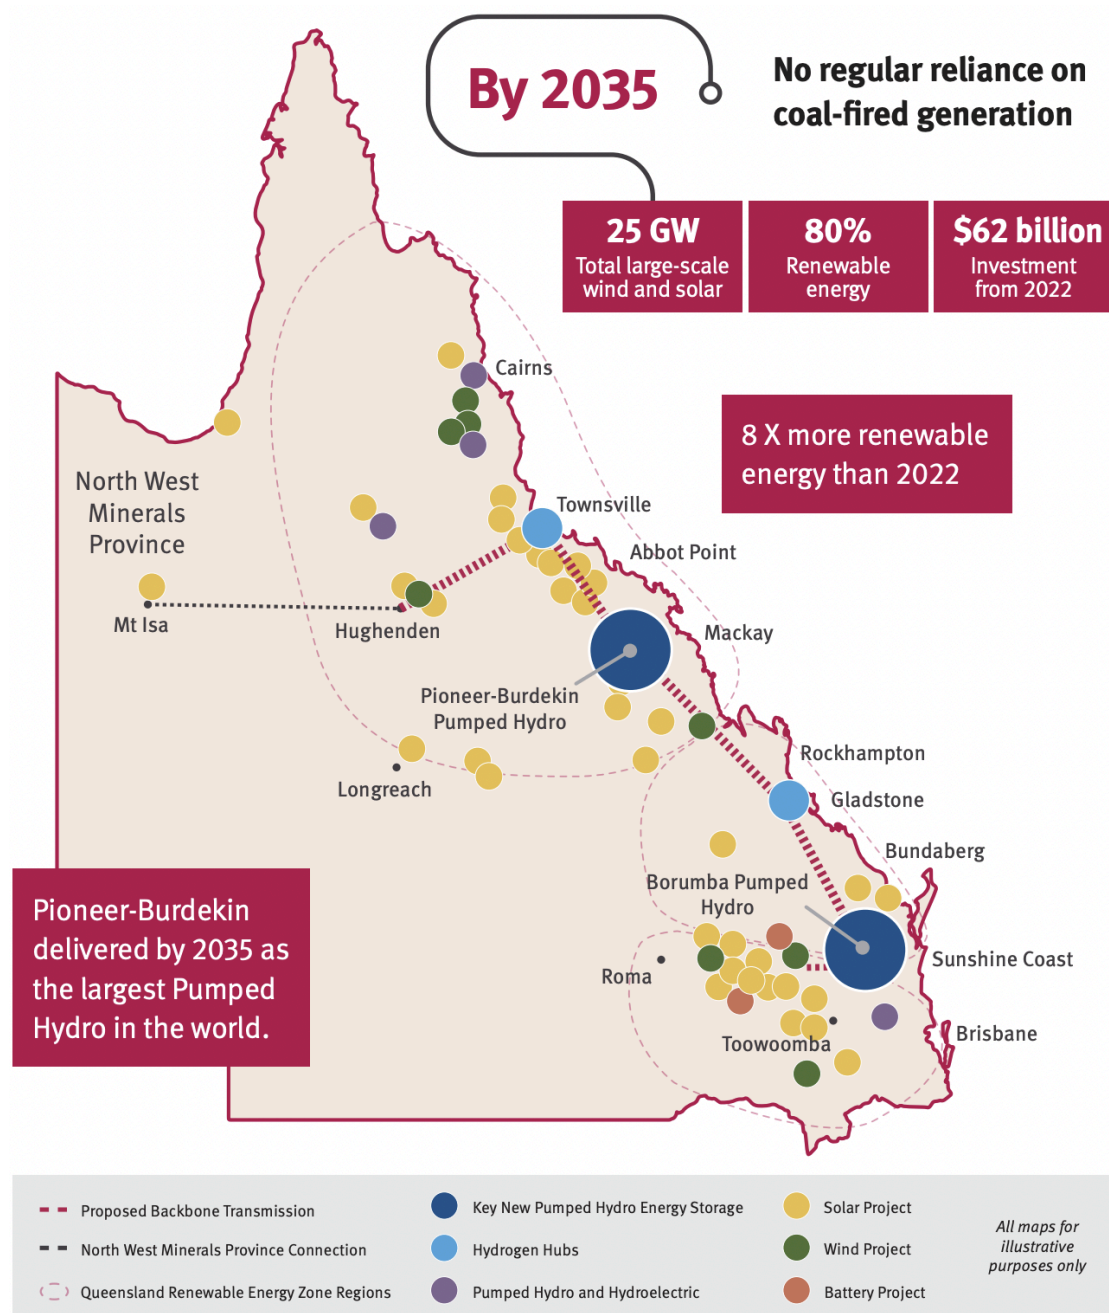 By 2035
No regular reliance on
coal-fired generation
25 GW
Total large-scale
wind and solar
80%
Renewable
energy
$62 billion
Investment
from 2022
Cairns
8 X more renewable
energy than 2022
North West
Minerals
Province
Townsville
Abbot Point
Mt Isa
Hughenden
Mackay
Pioneer-Burdekin
Pumped Hydro
Rockhampton
Longreach
Gladstone
Bundaberg
Borumba Pumped
Hydro
Pioneer-Burdekin
delivered by 2035 as
the largest Pumped
Hydro in the world.
Roma
Sunshine Coast
Toowoomba
Brisbane
Proposed Backbone Transmission
North West Minerals Province Connection
Queensland Renewable Energy Zone Regions
Key New Pumped Hydro Energy Storage
Hydrogen Hubs
Pumped Hydro and Hydroelectric
Solar Project
Wind Project
Battery Project
All maps for
illustrative
purposes only